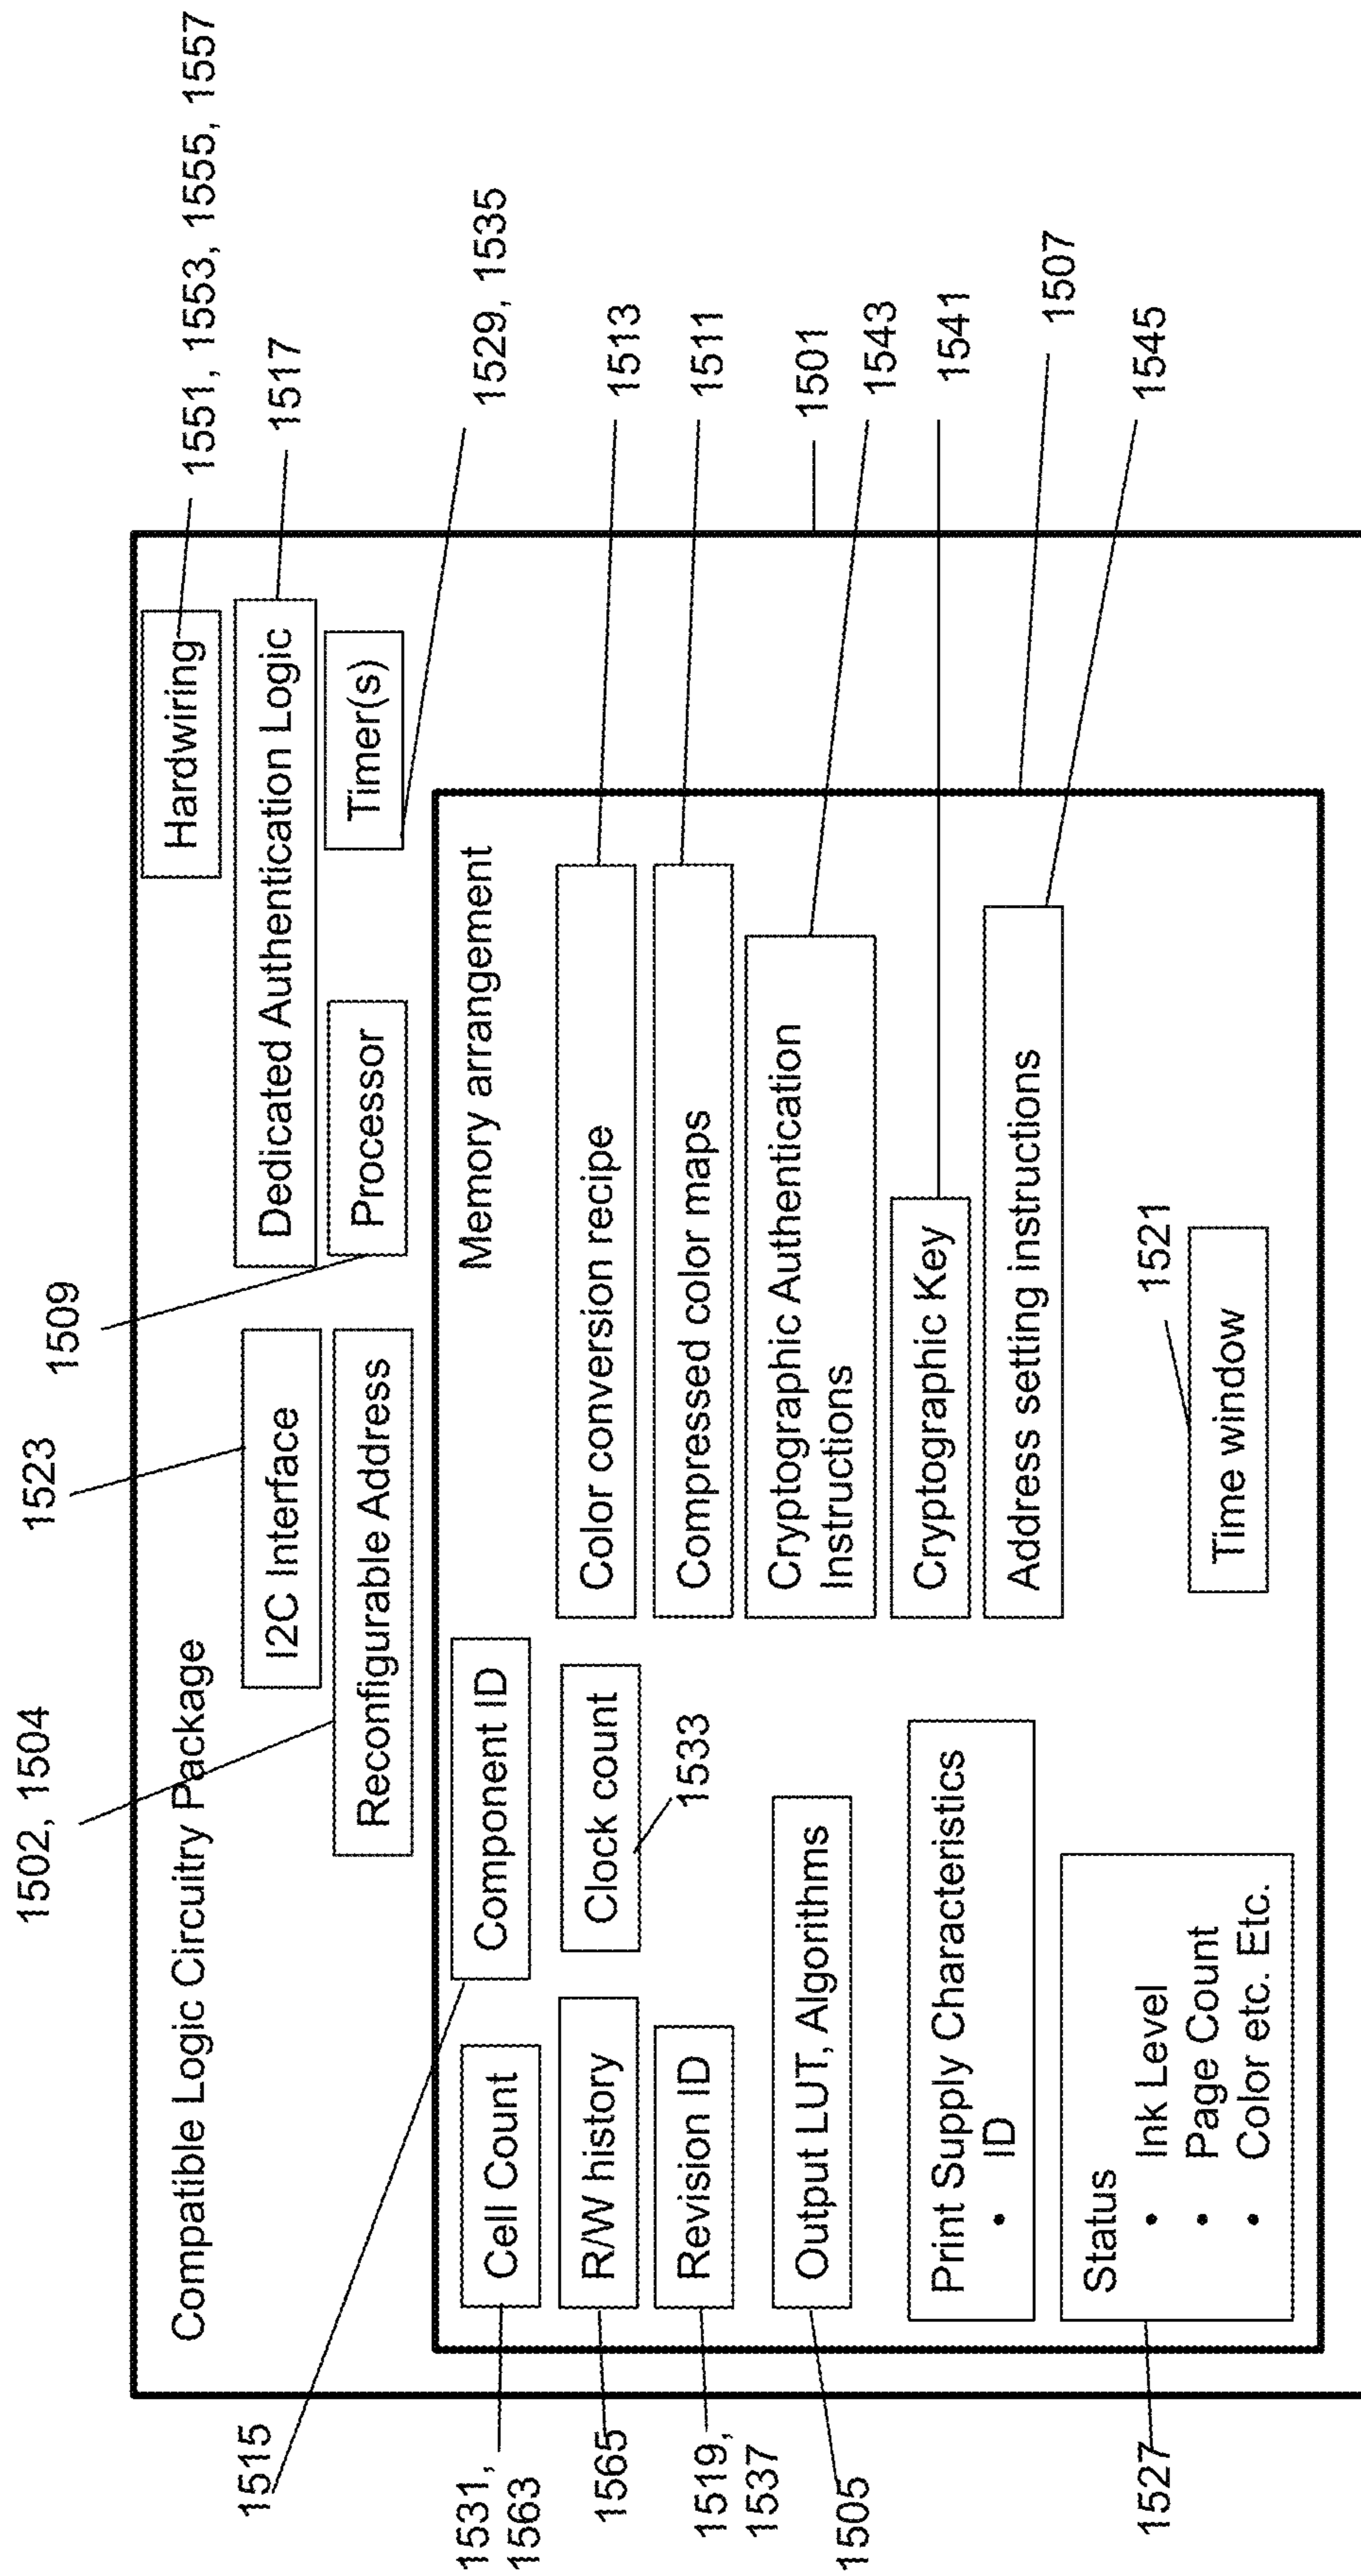 1502, 1504
1523
1509
1551, 1553, 1555, 1557
1517
1529, 1535
Compatible Logic Circuitry Package
Hardwiring
I2C Interface
Dedicated Authentication Logic
Reconfigurable Address
Processor
Timer(s)
1515
1531,
1563
1565
1519,
1537
1505
1527
Cell Count
Component ID
Memory arrangement
R/W history
Clock count
Color conversion recipe
1513
Revision ID
1533
Compressed color maps
1511
Output LUT, Algorithms
Cryptographic Authentication
Instructions
1501
1543
Print Supply Characteristics
• ID
Cryptographic Key
1541
Address setting instructions
1507
1545
Status
• Ink Level
• Page Count
• Color etc. Etc.
1521
Time window